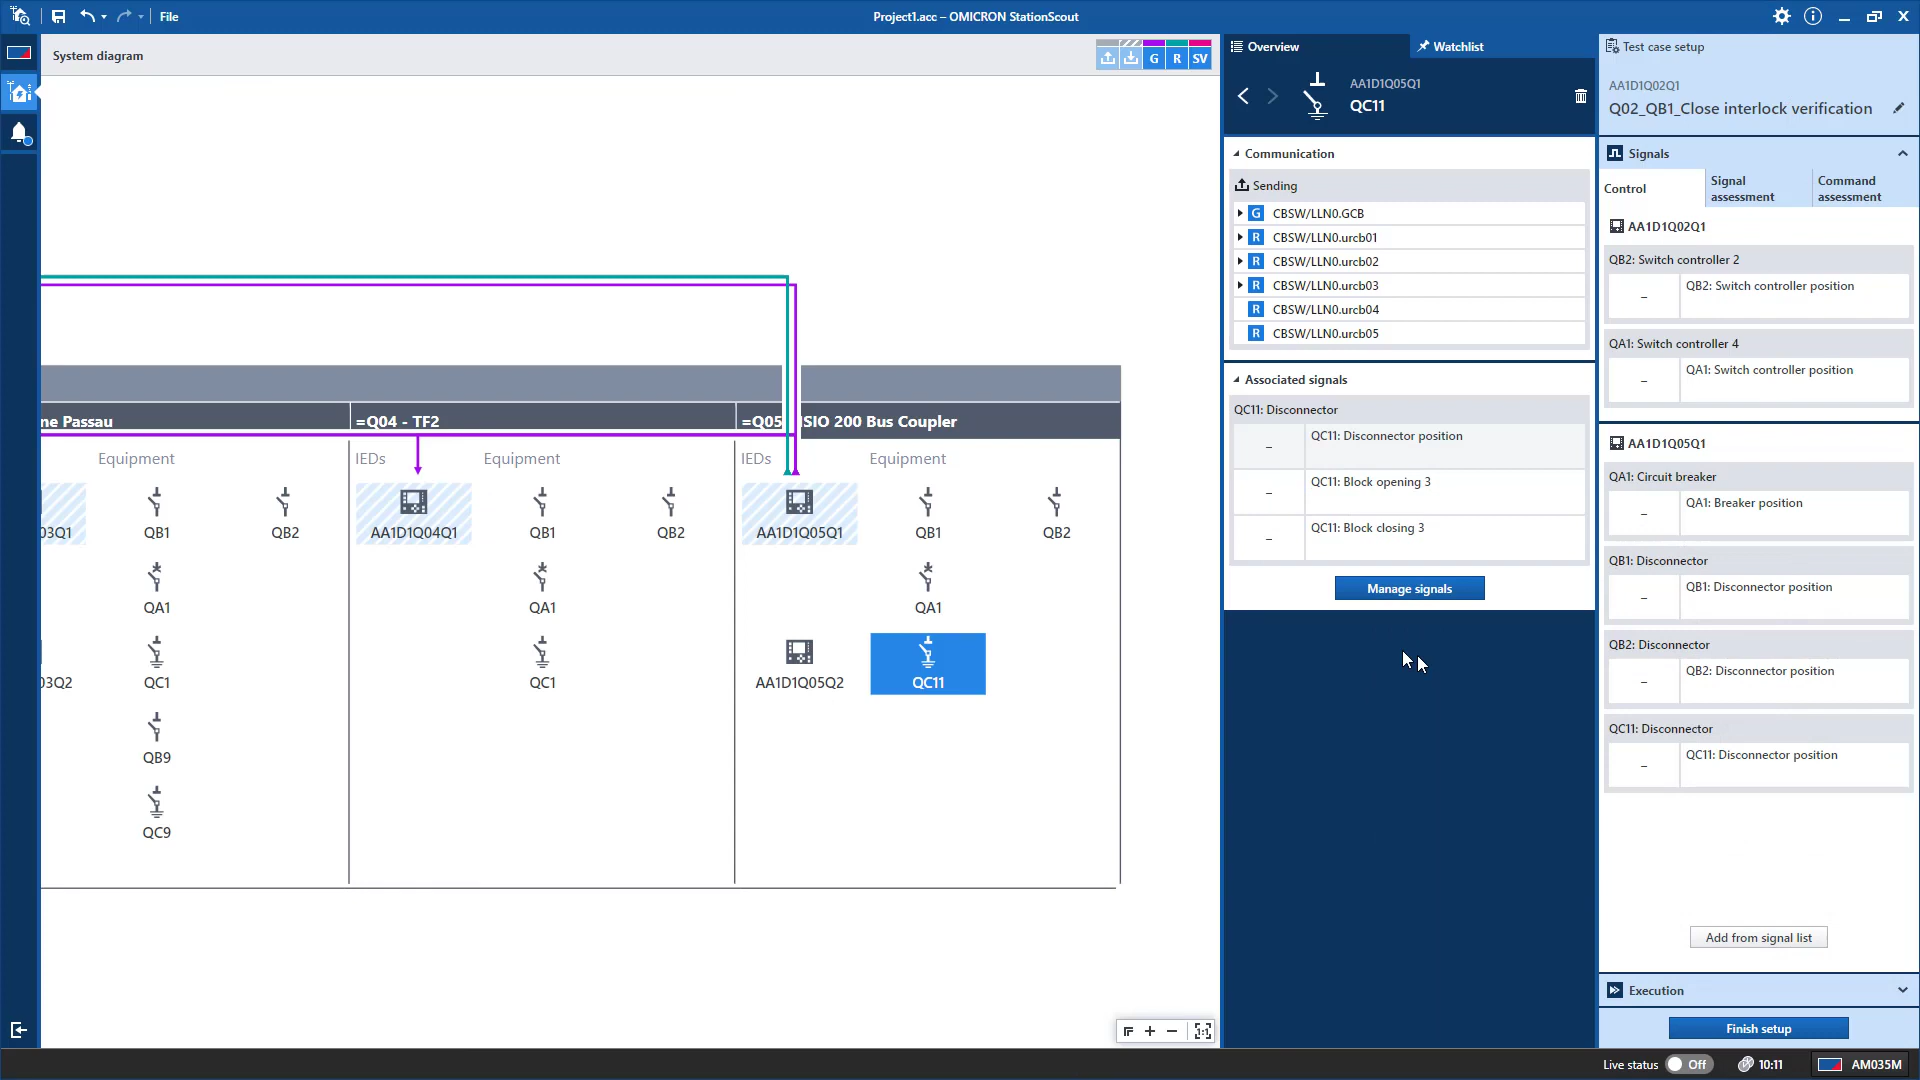 File
Project1.acc – OMICRON StationScout
System diagram
G
R
SV
ne Passau
=Q04 - TF2
=Q05
SIO 200 Bus Coupler
Equipment
IEDs
Equipment
IEDs
Equipment
03Q1
QB1
QB2
AA1D1Q04Q1
QB1
QB2
AA1D1Q05Q1
QB1
QB2
QA1
QA1
QA1
03Q2
QC1
QC1
AA1D1Q05Q2
QC11
QB9
QC9
1:1
Overview
Watchlist
AA1D1Q05Q1
QC11
Communication
Sending
G CBSW/LLN0.GCB
R CBSW/LLN0.urcb01
R CBSW/LLN0.urcb02
R CBSW/LLN0.urcb03
R CBSW/LLN0.urcb04
R CBSW/LLN0.urcb05
Associated signals
QC11: Disconnector
– QC11: Disconnector position
– QC11: Block opening 3
– QC11: Block closing 3
Manage signals
Test case setup
AA1D1Q02Q1
Q02_QB1_Close interlock verification
Signals
Control
Signal assessment
Command assessment
AA1D1Q02Q1
QB2: Switch controller 2
– QB2: Switch controller position
QA1: Switch controller 4
– QA1: Switch controller position
AA1D1Q05Q1
QA1: Circuit breaker
– QA1: Breaker position
QB1: Disconnector
– QB1: Disconnector position
QB2: Disconnector
– QB2: Disconnector position
QC11: Disconnector
– QC11: Disconnector position
Add from signal list
Execution
Finish setup
Live status
Off
10:11
AM035M